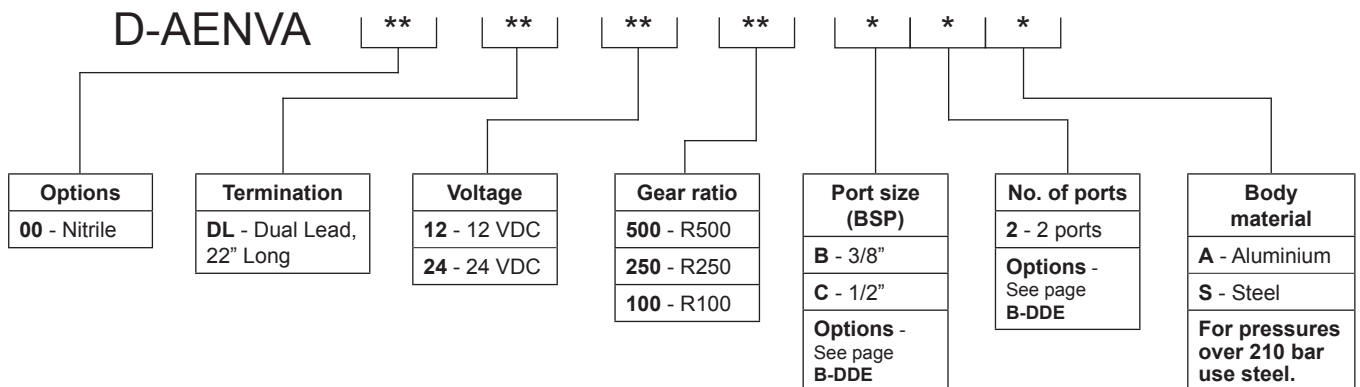 D-AENVA ** ** ** ** * * *
Options
00 - Nitrile
Termination
DL - Dual Lead,
22” Long
Voltage
12 - 12 VDC
24 - 24 VDC
Gear ratio
500 - R500
250 - R250
100 - R100
Port size
(BSP)
B - 3/8”
C - 1/2”
Options -
See page
B-DDE
No. of ports
2 - 2 ports
Options -
See page
B-DDE
Body
material
A - Aluminium
S - Steel
For pressures
over 210 bar
use steel.